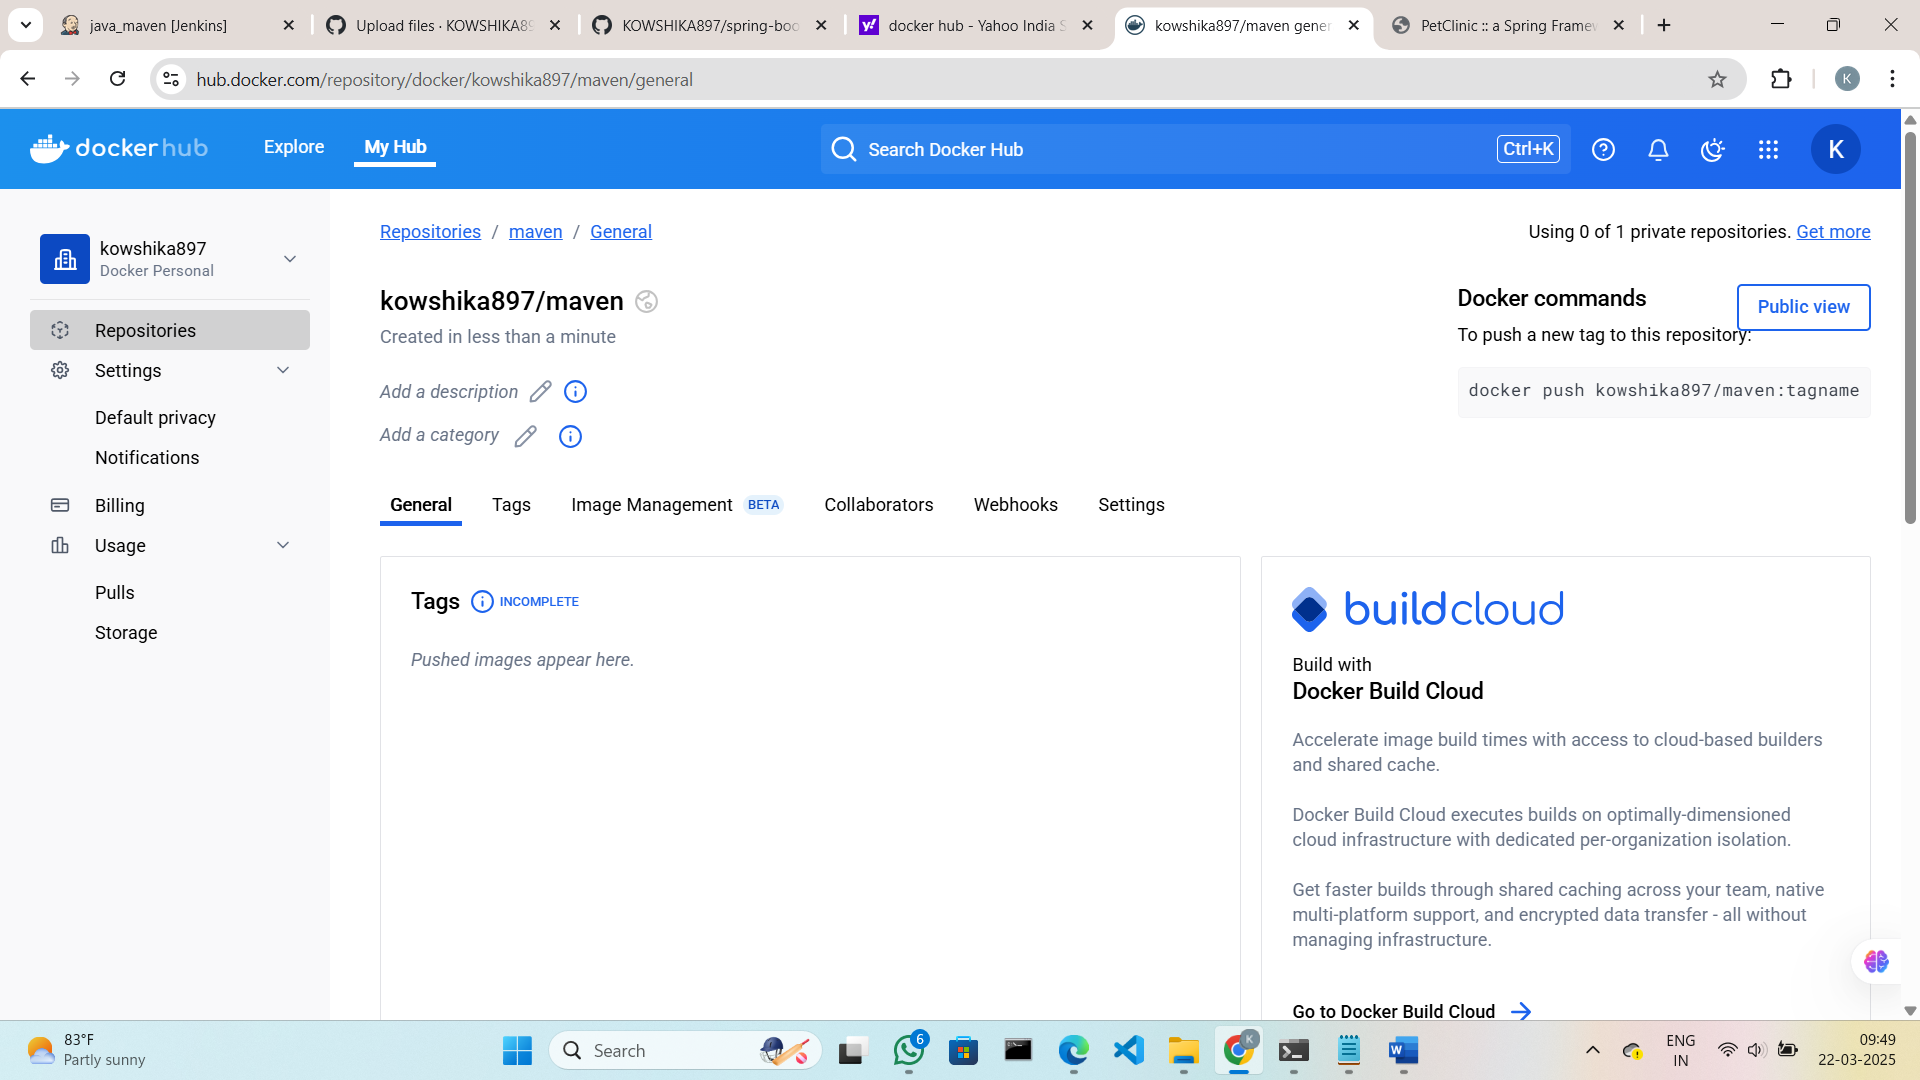 java_maven [Jenkins]
Upload files · KOWSHIKA89
KOWSHIKA897/spring-boo
docker hub - Yahoo India S
kowshika897/maven gener
PetClinic :: a Spring Framew
hub.docker.com/repository/docker/kowshika897/maven/general
K
docker hub
Explore
My Hub
Search Docker Hub
Ctrl+K
K
kowshika897
Docker Personal
Repositories
Settings
Default privacy
Notifications
Billing
Usage
Pulls
Storage
Repositories / maven / General
Using 0 of 1 private repositories. Get more
kowshika897/maven
Created in less than a minute
Add a description
Add a category
Docker commands
Public view
To push a new tag to this repository:
docker push kowshika897/maven:tagname
General
Tags
Image Management BETA
Collaborators
Webhooks
Settings
Tags INCOMPLETE
Pushed images appear here.
buildcloud
Build with
Docker Build Cloud
Accelerate image build times with access to cloud-based builders
and shared cache.
Docker Build Cloud executes builds on optimally-dimensioned
cloud infrastructure with dedicated per-organization isolation.
Get faster builds through shared caching across your team, native
multi-platform support, and encrypted data transfer - all without
managing infrastructure.
Go to Docker Build Cloud
83°F
Partly sunny
Search
6
K
W
ENG
IN
09:49
22-03-2025